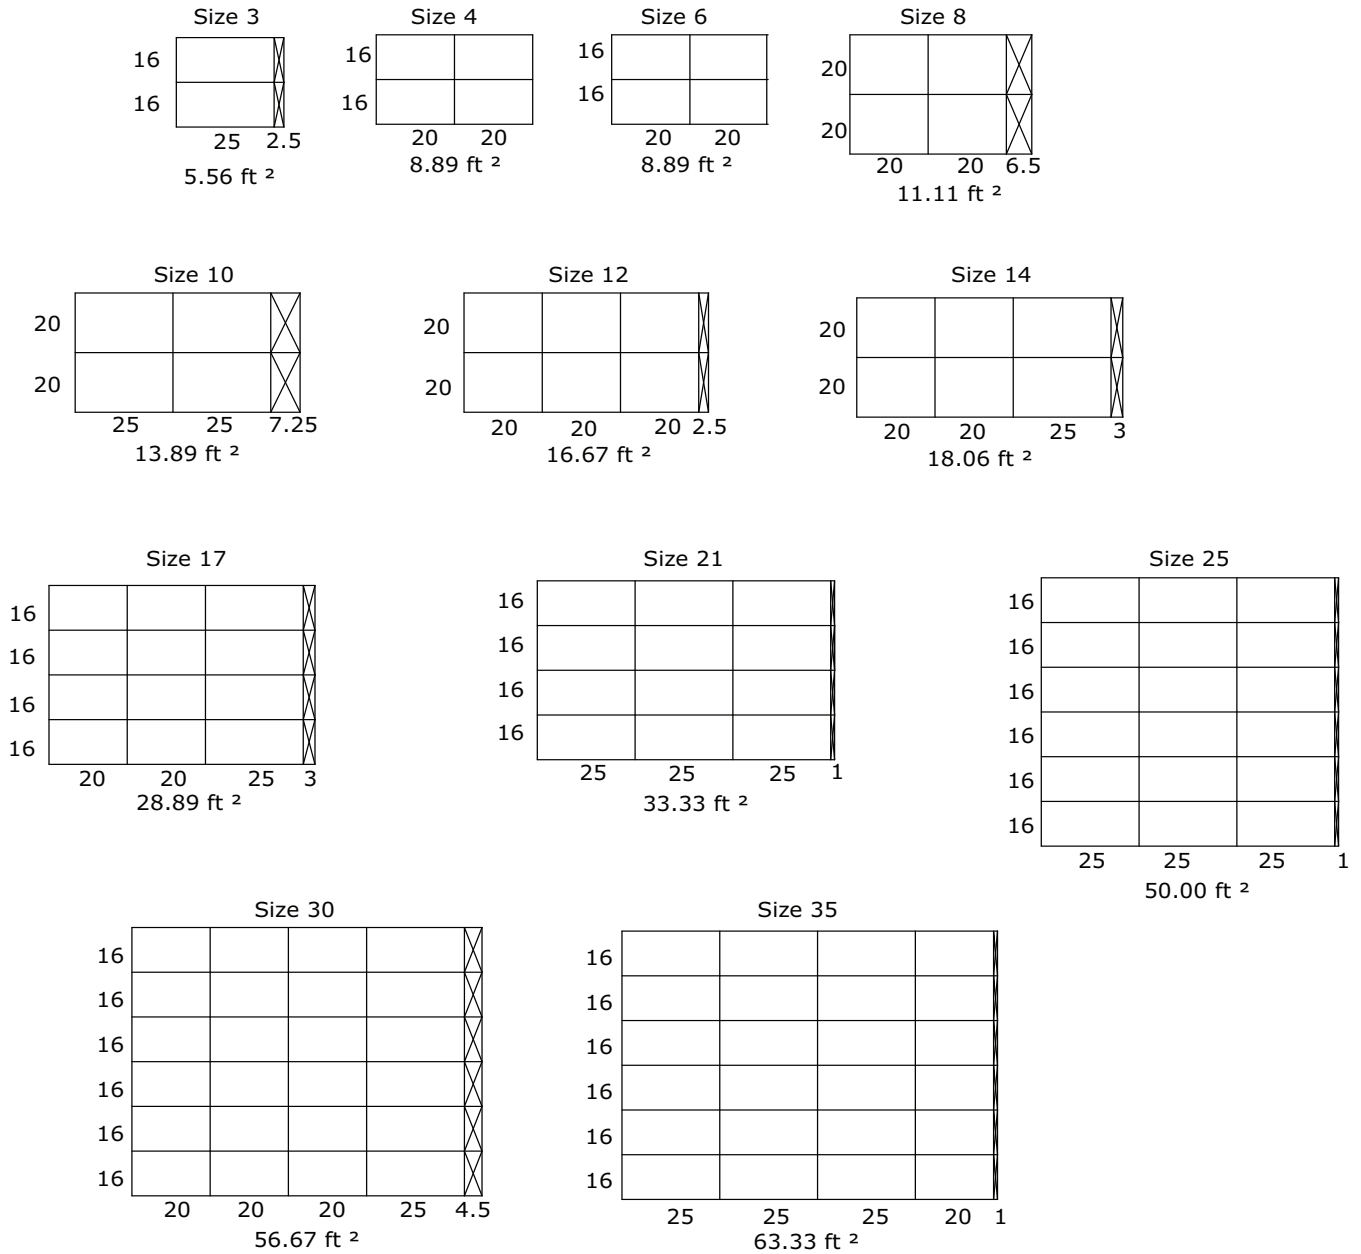 Size 3
16
16
25 2.5
5.56 ft ²
Size 4
16
16
20 20
8.89 ft ²
Size 6
16
16
20 20
8.89 ft ²
Size 8
20
20
20 20 6.5
11.11 ft ²
Size 10
20
20
25 25 7.25
13.89 ft ²
Size 12
20
20
20 20 20 2.5
16.67 ft ²
Size 14
20
20
20 20 25 3
18.06 ft ²
Size 17
16
16
16
16
20 20 25 3
28.89 ft ²
Size 21
16
16
16
16
25 25 25 1
33.33 ft ²
Size 25
16
16
16
16
16
16
25 25 25 1
50.00 ft ²
Size 30
16
16
16
16
16
16
20 20 20 25 4.5
56.67 ft ²
Size 35
16
16
16
16
16
16
25 25 25 20 1
63.33 ft ²